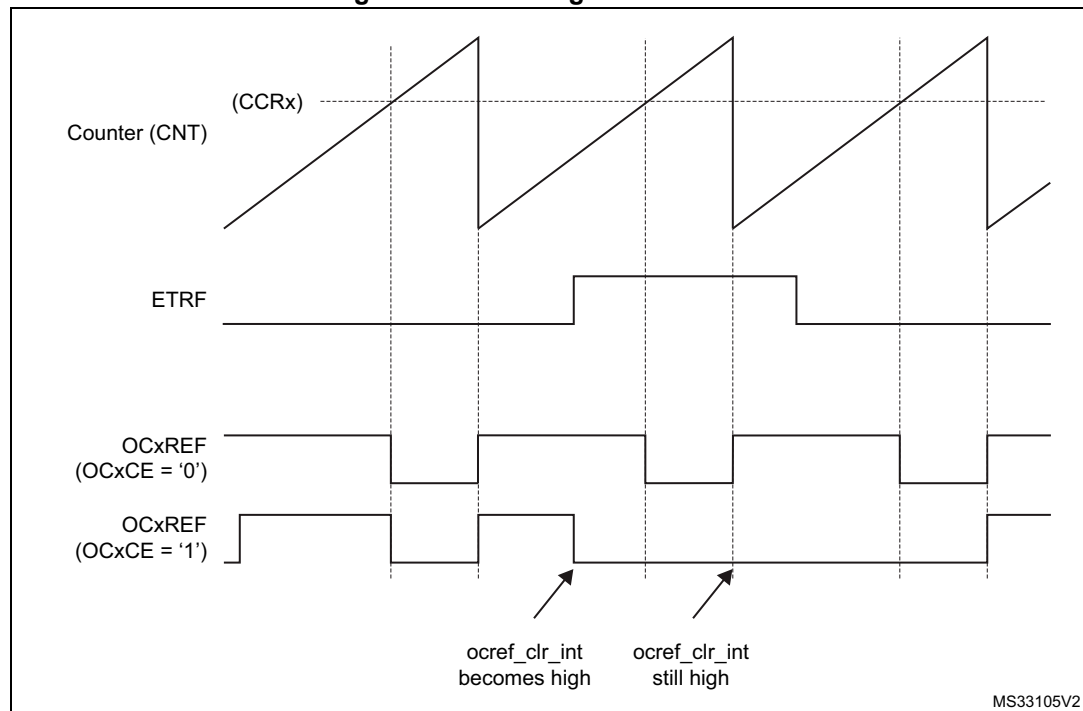 (CCRx)
Counter (CNT)
ETRF
OCxREF
(OCxCE = ‘0’)
OCxREF
(OCxCE = ‘1’)
ocref_clr_int
becomes high
ocref_clr_int
still high
MS33105V2